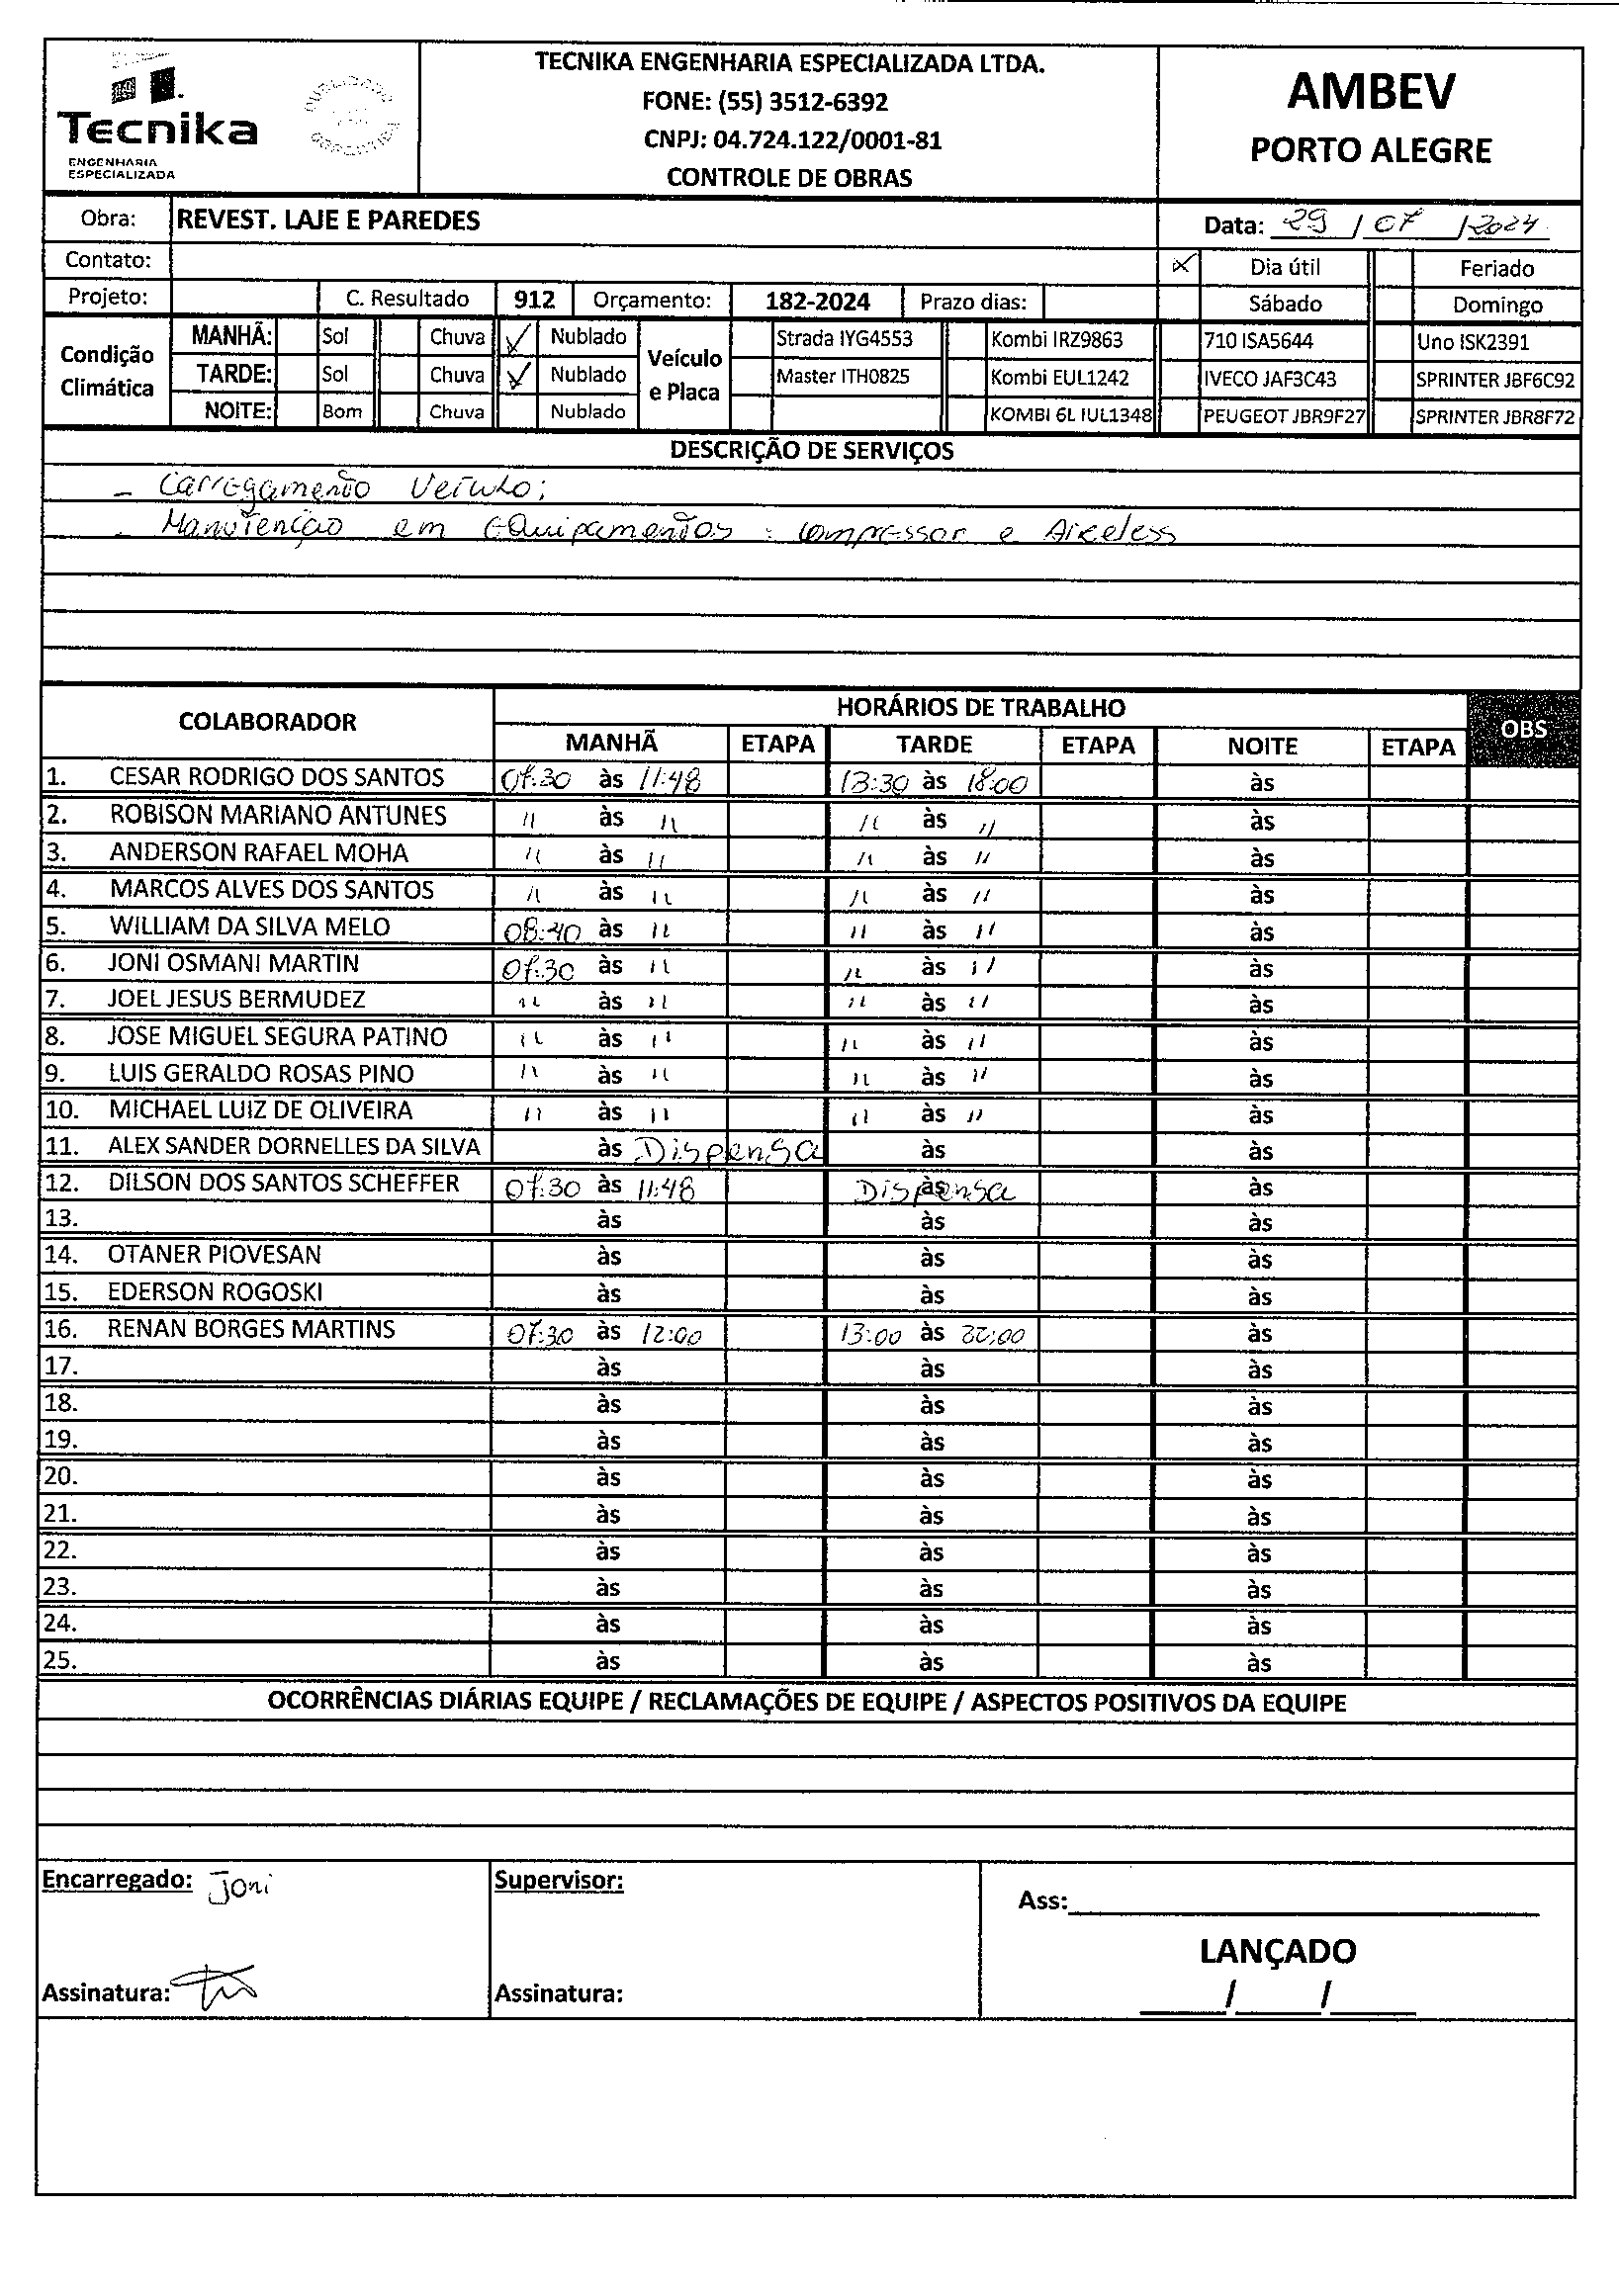 Tecnika
ENGENHARIA
ESPECIALIZADA
TECNIKA ENGENHARIA ESPECIALIZADA LTDA.
FONE: (55) 3512-6392
CNPJ: 04.724.122/0001-81
CONTROLE DE OBRAS
AMBEV
PORTO ALEGRE
Obra: REVEST. LAJE E PAREDES Data: 29 / 07 / 2024
Contato: X Dia útil Feriado
Projeto: C. Resultado 912 Orçamento: 182-2024 Prazo dias: Sábado Domingo
Condição Climática
MANHÃ: Sol Chuva ✓ Nublado
TARDE: Sol Chuva ✓ Nublado
NOITE: Bom Chuva Nublado
Veículo e Placa
Strada IYG4553 Kombi IRZ9863 710 ISA5644 Uno ISK2391
Master ITH0825 Kombi EUL1242 IVECO JAF3C43 SPRINTER JBF6C92
KOMBI 6L IUL1348 PEUGEOT JBR9F27 SPRINTER JBR8F72
DESCRIÇÃO DE SERVIÇOS
- Carregamento Veículo;
- Manutenção em Equipamentos: compressor e Aireless
COLABORADOR HORÁRIOS DE TRABALHO OBS
MANHÃ ETAPA TARDE ETAPA NOITE ETAPA
1. CESAR RODRIGO DOS SANTOS 07:30 às 11:48 13:30 às 18:00 às
2. ROBISON MARIANO ANTUNES " às " " às " às
3. ANDERSON RAFAEL MOHA " às " " às " às
4. MARCOS ALVES DOS SANTOS " às " " às " às
5. WILLIAM DA SILVA MELO 08:40 às " " às " às
6. JONI OSMANI MARTIN 07:30 às " " às " às
7. JOEL JESUS BERMUDEZ " às " " às " às
8. JOSE MIGUEL SEGURA PATINO " às " " às " às
9. LUIS GERALDO ROSAS PINO " às " " às " às
10. MICHAEL LUIZ DE OLIVEIRA " às " " às " às
11. ALEX SANDER DORNELLES DA SILVA às Dispensa às às
12. DILSON DOS SANTOS SCHEFFER 07:30 às 11:48 às Dispensa às
13. às às às
14. OTANER PIOVESAN às às às
15. EDERSON ROGOSKI às às às
16. RENAN BORGES MARTINS 07:30 às 12:00 13:00 às 22:00 às
17. às às às
18. às às às
19. às às às
20. às às às
21. às às às
22. às às às
23. às às às
24. às às às
25. às às às
OCORRÊNCIAS DIÁRIAS EQUIPE / RECLAMAÇÕES DE EQUIPE / ASPECTOS POSITIVOS DA EQUIPE
Encarregado: Joni Supervisor: Ass:
LANÇADO
Assinatura: Assinatura: / /